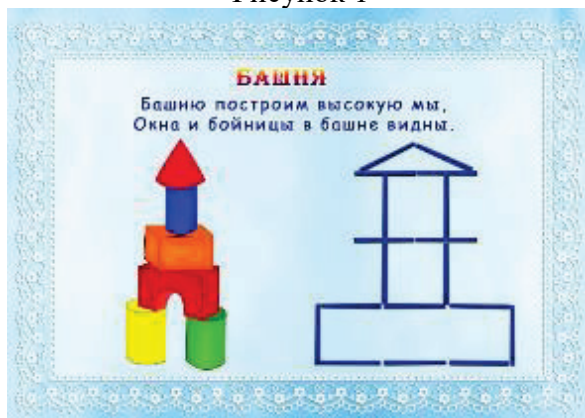 Рисунок 1
БАШНЯ
Башню построим высокую мы,
Окна и бойницы в башне видны.